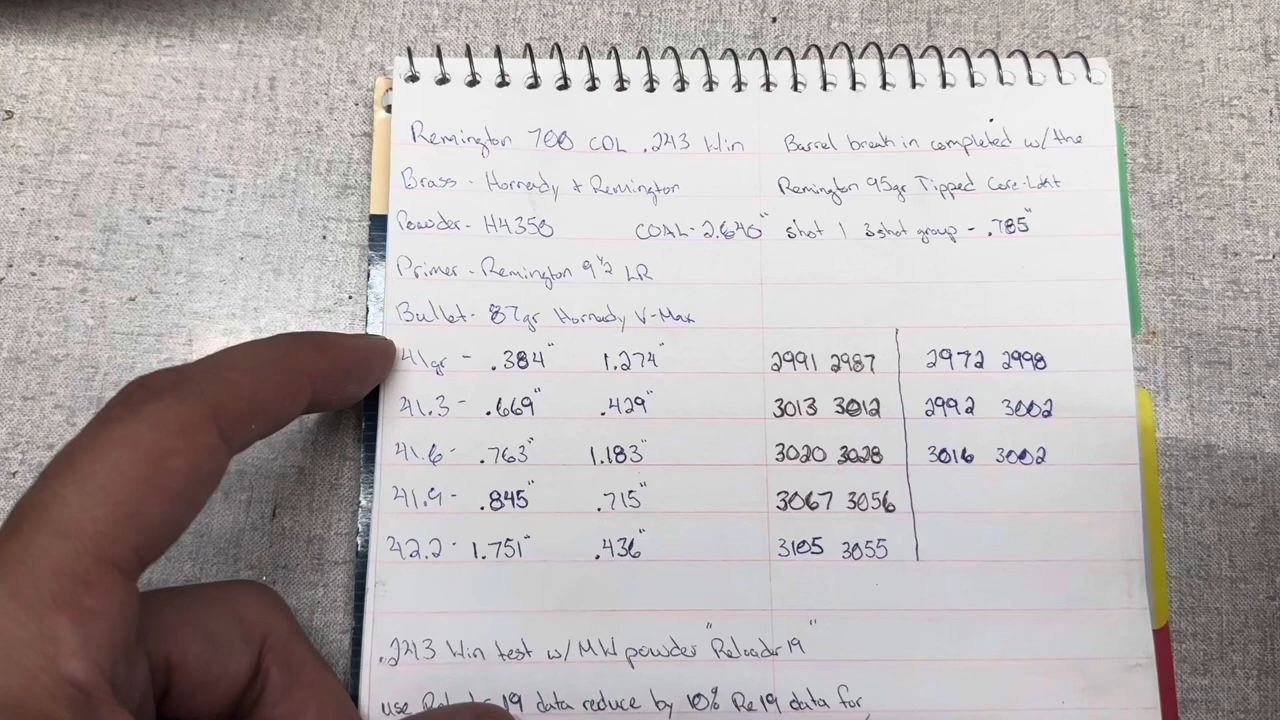 Remington 700 CDL .243 Win Barrel break in completed w/ the
Brass - Hornady & Remington Remington 95gr Tipped Core-Lokt
Powder - H4350 COAL - 2.640" shot 1 3 shot group - .785"
Primer - Remington 9 1/2 LR
Bullet - 87gr Hornady V-Max
41gr - .384" 1.274" 2991 2987 2972 2998
41.3 - .669" .429" 3013 3012 2992 3002
41.6 - .763" 1.183" 3020 3028 3016 3002
41.9 - .845" .715" 3067 3056
42.2 - 1.751" .436" 3105 3055
.243 Win test w/ MW powder "Reloader 19"
use 19 data reduce by 10% Re19 data for